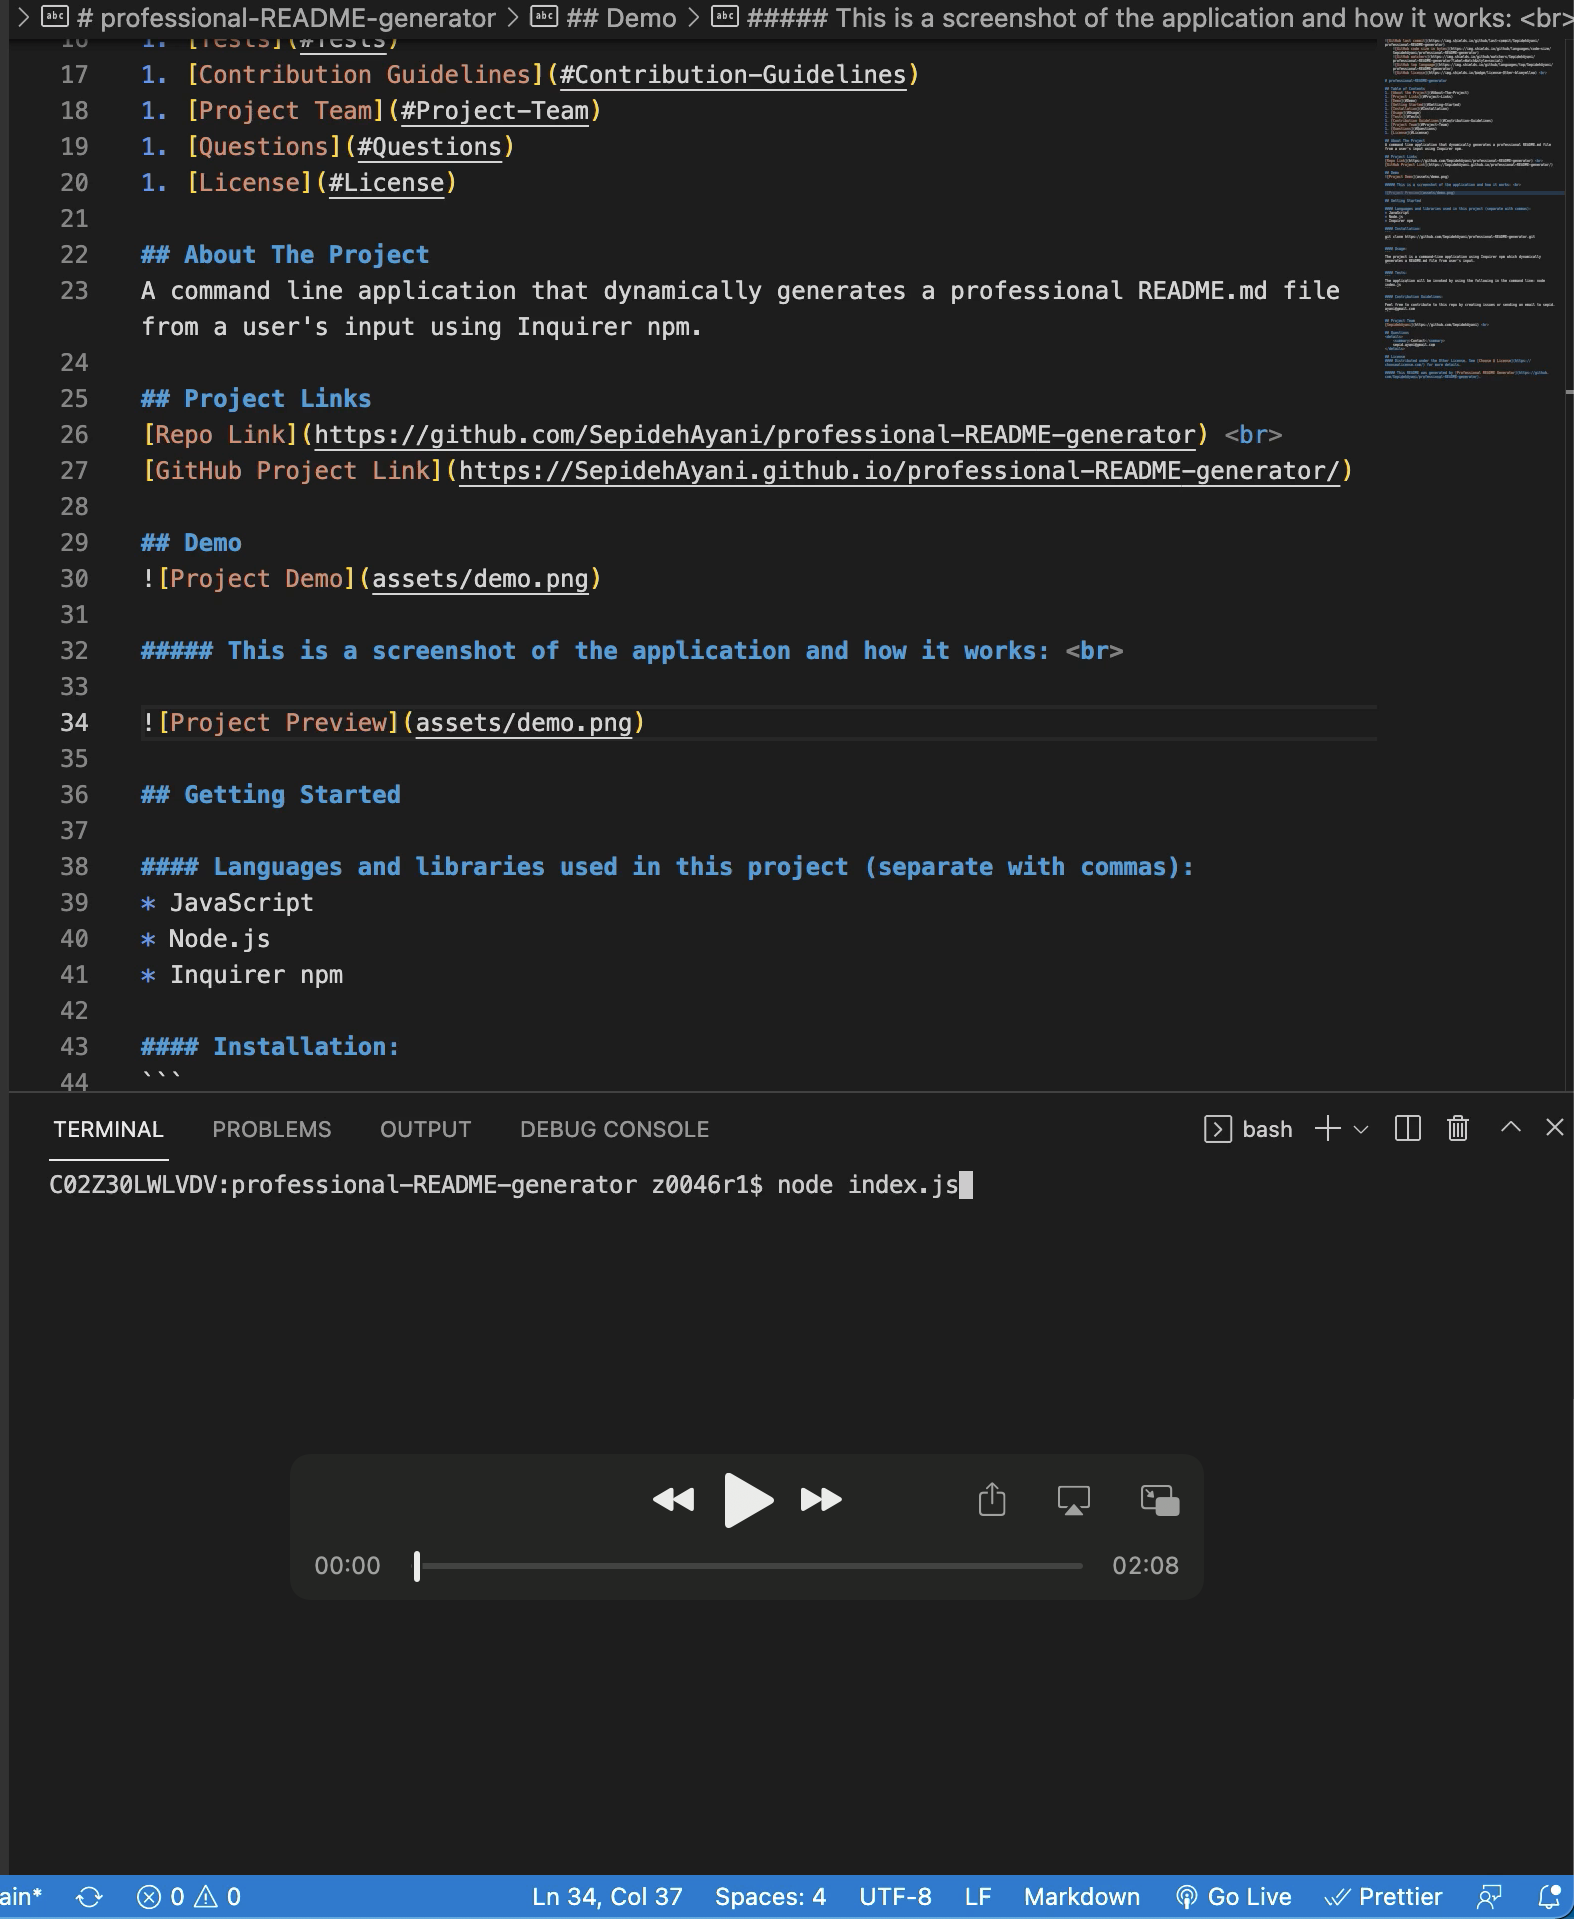 # professional-README-generator > ## Demo > ##### This is a screenshot of the application and how it works: <br>
16 1. [Tests](#Tests)
17 1. [Contribution Guidelines](#Contribution-Guidelines)
18 1. [Project Team](#Project-Team)
19 1. [Questions](#Questions)
20 1. [License](#License)
21
22 ## About The Project
23 A command line application that dynamically generates a professional README.md file
from a user's input using Inquirer npm.
24
25 ## Project Links
26 [Repo Link](https://github.com/SepidehAyani/professional-README-generator) <br>
27 [GitHub Project Link](https://SepidehAyani.github.io/professional-README-generator/)
28
29 ## Demo
30 ![Project Demo](assets/demo.png)
31
32 ##### This is a screenshot of the application and how it works: <br>
33
34 ![Project Preview](assets/demo.png)
35
36 ## Getting Started
37
38 #### Languages and libraries used in this project (separate with commas):
39 * JavaScript
40 * Node.js
41 * Inquirer npm
42
43 #### Installation:
44 ```
TERMINAL PROBLEMS OUTPUT DEBUG CONSOLE bash
C02Z30LWLVDV:professional-README-generator z0046r1$ node index.js
00:00 02:08
ain* 0 0 Ln 34, Col 37 Spaces: 4 UTF-8 LF Markdown Go Live Prettier